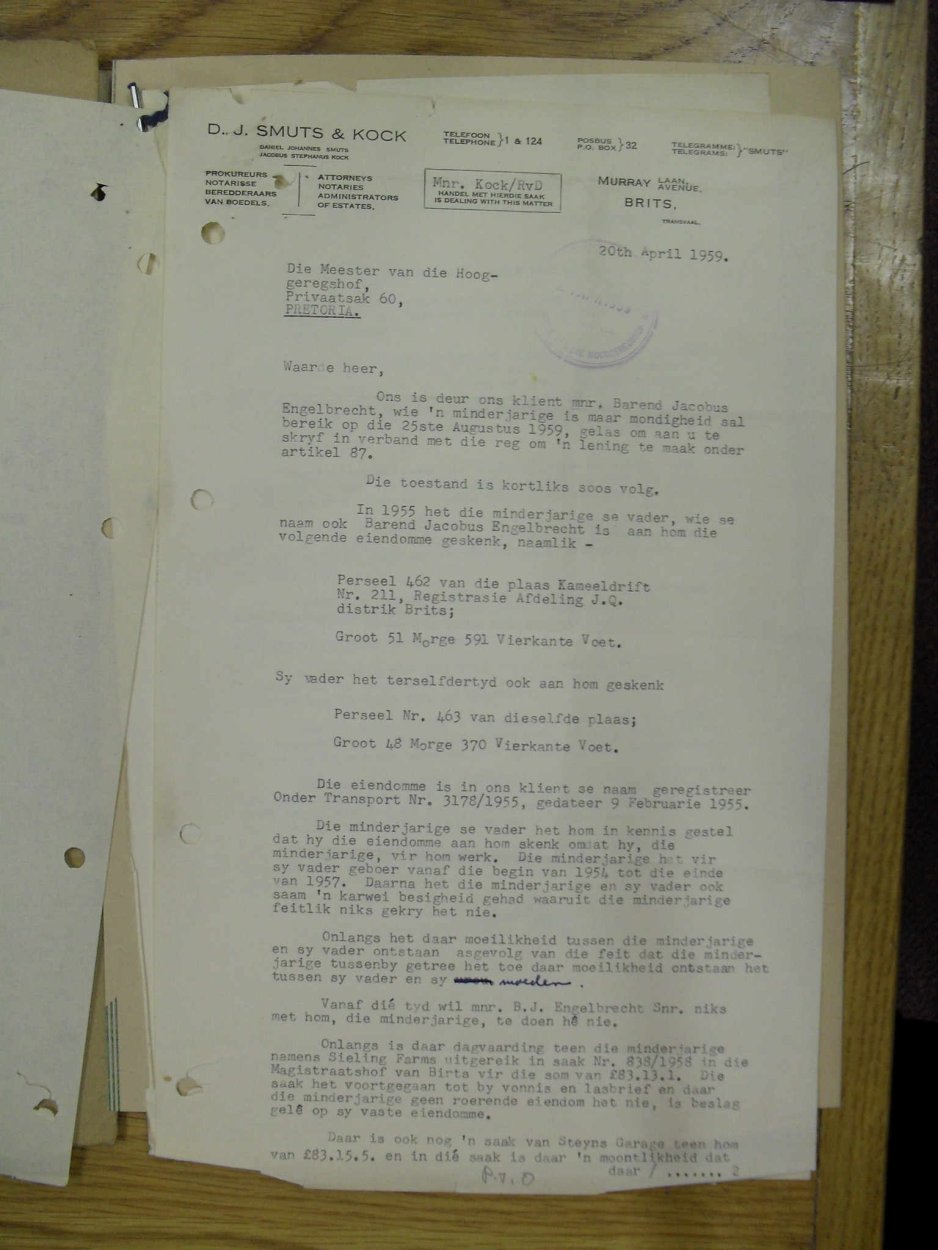 D. J. SMUTS & KOCK
DANIEL JOHANNES SMUTS
JACOBUS STEPHANUS KOCK
TELEFOON
TELEPHONE } 1 & 124
POSBUS
P.O. BOX } 32
TELEGRAMME:
TELEGRAMS: } "SMUTS"
PROKUREURS
NOTARISSE
BEREDDERAARS
VAN BOEDELS.
ATTORNEYS
NOTARIES
ADMINISTRATORS
OF ESTATES.
Mnr. Kock/RvD
HANDEL MET HIERDIE SAAK
IS DEALING WITH THIS MATTER
MURRAY LAAN,
AVENUE,
BRITS,
TRANSVAAL.
20th April 1959.
Die Meester van die Hoog-
geregshof,
Privaatsak 60,
PRETORIA.
Waarde heer,
Ons is deur ons klient mnr. Barend Jacobus
Engelbrecht, wie 'n minderjarige is maar mondigheid sal
bereik op die 25ste Augustus 1959, gelas om aan u te
skryf in verband met die reg om 'n lening te maak onder
artikel 87.
Die toestand is kortliks soos volg.
In 1955 het die minderjarige se vader, wie se
naam ook Barend Jacobus Engelbrecht is aan hom die
volgende eiendomme geskenk, naamlik -
Perseel 462 van die plaas Kameeldrift
Nr. 211, Registrasie Afdeling J.Q.
distrik Brits;
Groot 51 Morge 591 Vierkante Voet.
Sy vader het terselfdertyd ook aan hom geskenk
Perseel Nr. 463 van dieselfde plaas;
Groot 48 Morge 370 Vierkante Voet.
Die eiendomme is in ons klient se naam geregistreer
Onder Transport Nr. 3178/1955, gedateer 9 Februarie 1955.
Die minderjarige se vader het hom in kennis gestel
dat hy die eiendomme aan hom skenk omdat hy, die
minderjarige, vir hom werk. Die minderjarige het vir
sy vader geboer vanaf die begin van 1954 tot die einde
van 1957. Daarna het die minderjarige en sy vader ook
saam 'n karwei besigheid gehad waaruit die minderjarige
feitlik niks gekry het nie.
Onlangs het daar moeilikheid tussen die minderjarige
en sy vader ontstaan asgevolg van die feit dat die minder-
jarige tussenby getree het toe daar moeilikheid ontstaan het
tussen sy vader en sy moeder.
Vanaf dié tyd wil mnr. B.J. Engelbrecht Snr. niks
met hom, die minderjarige, te doen hê nie.
Onlangs is daar dagvaarding teen die minderjarige
namens Sieling Farms uitgereik in saak Nr. 838/1958 in die
Magistraatshof van Birts vir die som van £83.13.1. Die
saak het voortgegaan tot by vonnis en lasbrief en daar
die minderjarige geen roerende eiendom het nie, is beslag
gelê op sy vaste eiendomme.
Daar is ook nog 'n saak van Steyns Garage teen hom
van £83.15.5. en in dié saak is daar 'n moontlikheid dat
daar / ....... 2
P.T.O